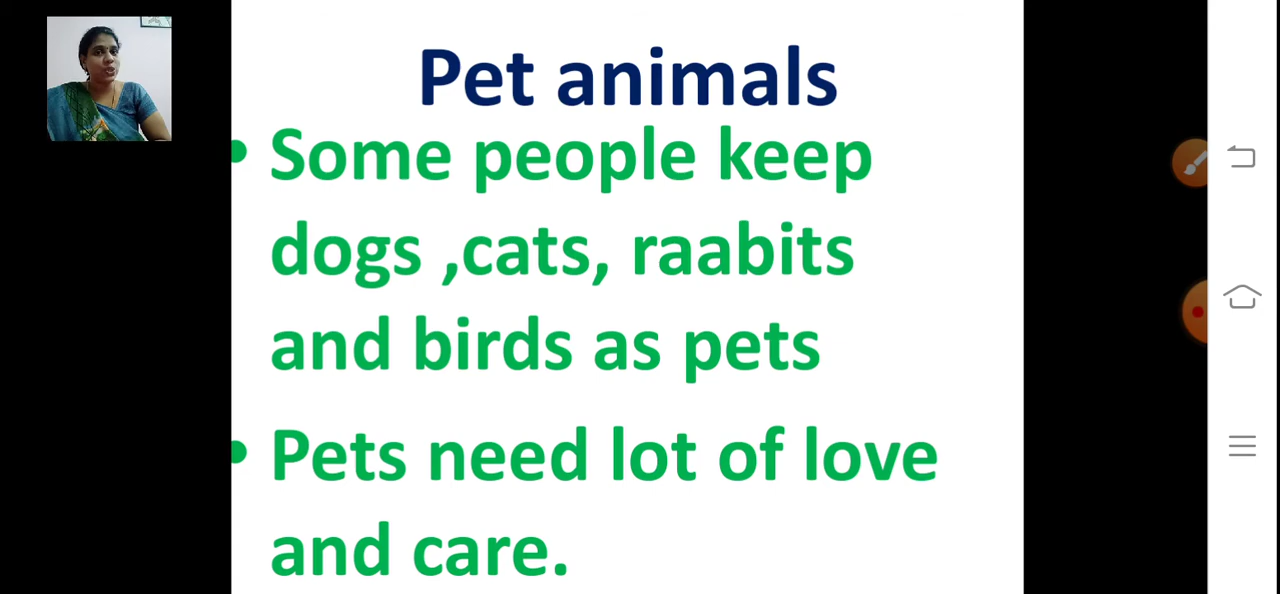 Pet animals
• Some people keep
dogs ,cats, raabits
and birds as pets
• Pets need lot of love
and care.